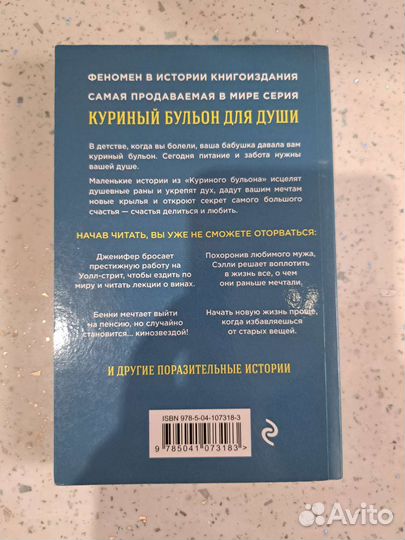 ФЕНОМЕН В ИСТОРИИ КНИГОИЗДАНИЯ
САМАЯ ПРОДАВАЕМАЯ В МИРЕ СЕРИЯ
КУРИНЫЙ БУЛЬОН ДЛЯ ДУШИ
В детстве, когда вы болели, ваша бабушка давала вам
куриный бульон. Сегодня питание и забота нужны
вашей душе.
Маленькие истории из «Куриного бульона» исцелят
душевные раны и укрепят дух, дадут вашим мечтам
новые крылья и откроют секрет самого большого
счастья — счастья делиться и любить.
НАЧАВ ЧИТАТЬ, ВЫ УЖЕ НЕ СМОЖЕТЕ ОТОРВАТЬСЯ:
Дженифер бросает
престижную работу на
Уолл-стрит, чтобы ездить по
миру и читать лекции о винах.
Похоронив любимого мужа,
Сэлли решает воплотить
в жизнь все, о чем
они раньше мечтали.
Бенни мечтает выйти
на пенсию, но случайно
становится... кинозвездой!
Начать новую жизнь проще,
когда избавляешься
от старых вещей.
И ДРУГИЕ ПОРАЗИТЕЛЬНЫЕ ИСТОРИИ
ISBN 978-5-04-107318-3
9 785041 073183 >
Avito